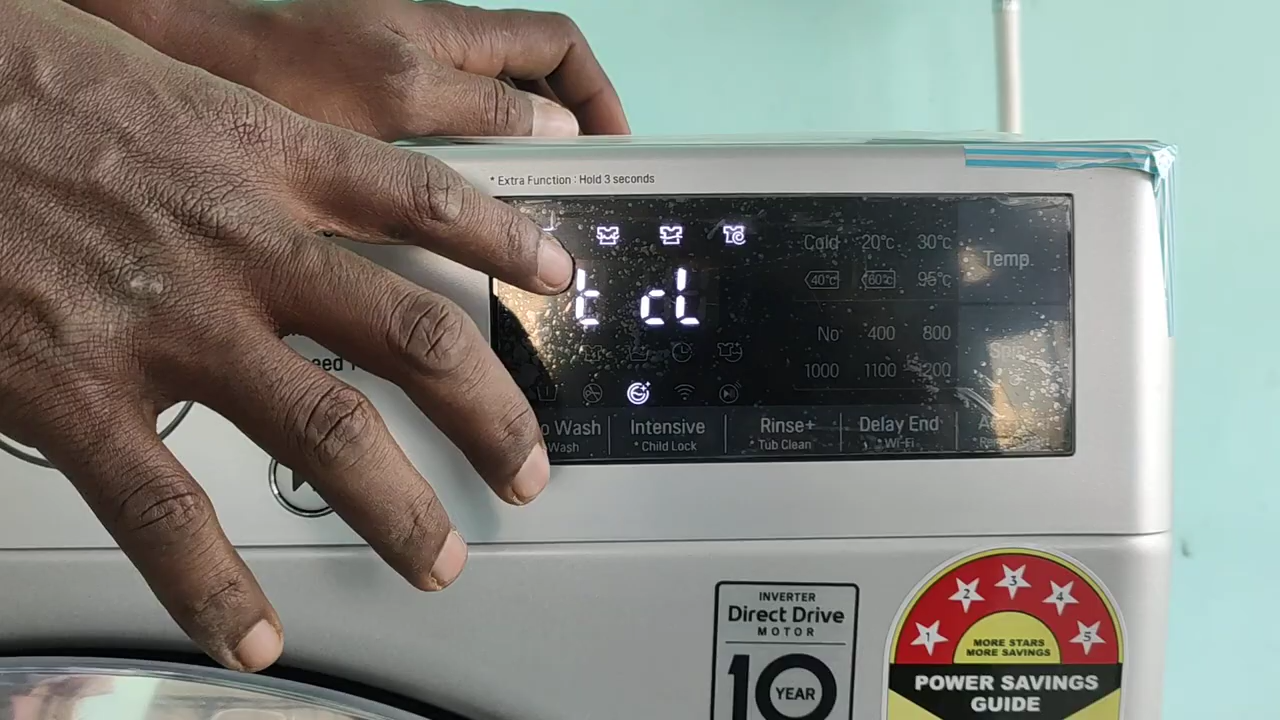 * Extra Function : Hold 3 seconds
t cL
Cold 20°c 30°c
Temp.
40°c 60°c 95°c
No 400 800
Spin
1000 1100 1200
Wash Intensive Rinse+ Delay End
Wash * Child Lock * Tub Clean * Wi-Fi
INVERTER
Direct Drive
MOTOR
10 YEAR
1 2 3 4 5
MORE STARS
MORE SAVINGS
POWER SAVINGS
GUIDE